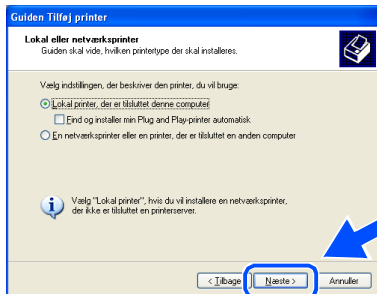 Guiden Tilføj printer
Lokal eller netværksprinter
Guiden skal vide, hvilken printertype der skal installeres.
Vælg indstillingen, der beskriver den printer, du vil bruge:
Lokal printer, der er tilsluttet denne computer
Find og installer min Plug and Play-printer automatisk
En netværksprinter eller en printer, der er tilsluttet en anden computer
Vælg "Lokal printer", hvis du vil installere en netværksprinter,
der ikke er tilsluttet en printerserver.
< Tilbage
Næste >
Annuller